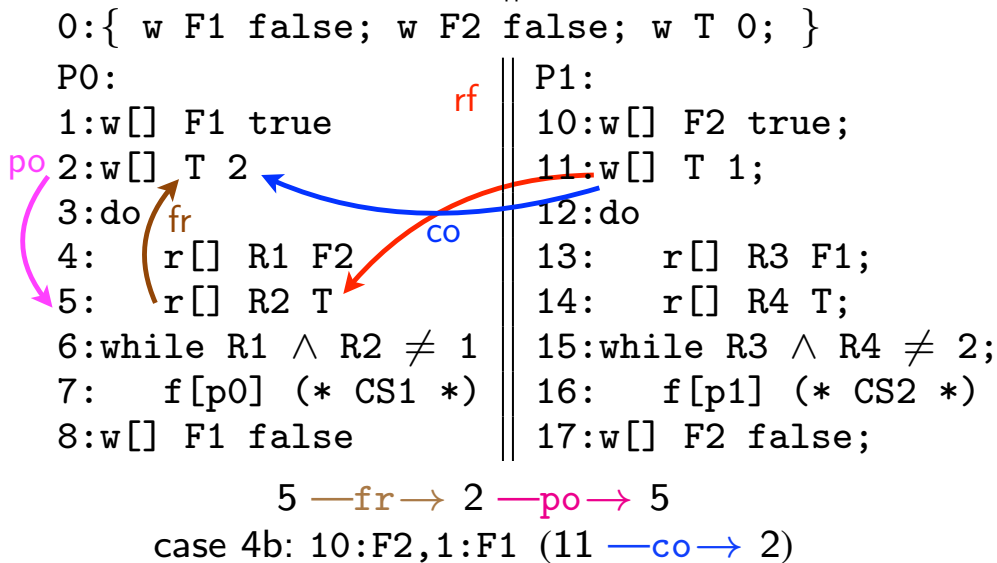 0:{ w F1 false; w F2 false; w T 0; }
P0: P1:
rf
1:w[] F1 true 10:w[] F2 true;
po 2:w[] T 2 11:w[] T 1;
3:do fr co 12:do
4: r[] R1 F2 13: r[] R3 F1;
5: r[] R2 T 14: r[] R4 T;
6:while R1 ∧ R2 ≠ 1 15:while R3 ∧ R4 ≠ 2;
7: f[p0] (* CS1 *) 16: f[p1] (* CS2 *)
8:w[] F1 false 17:w[] F2 false;
5 —fr→ 2 —po→ 5
case 4b: 10:F2,1:F1 (11 —co→ 2)